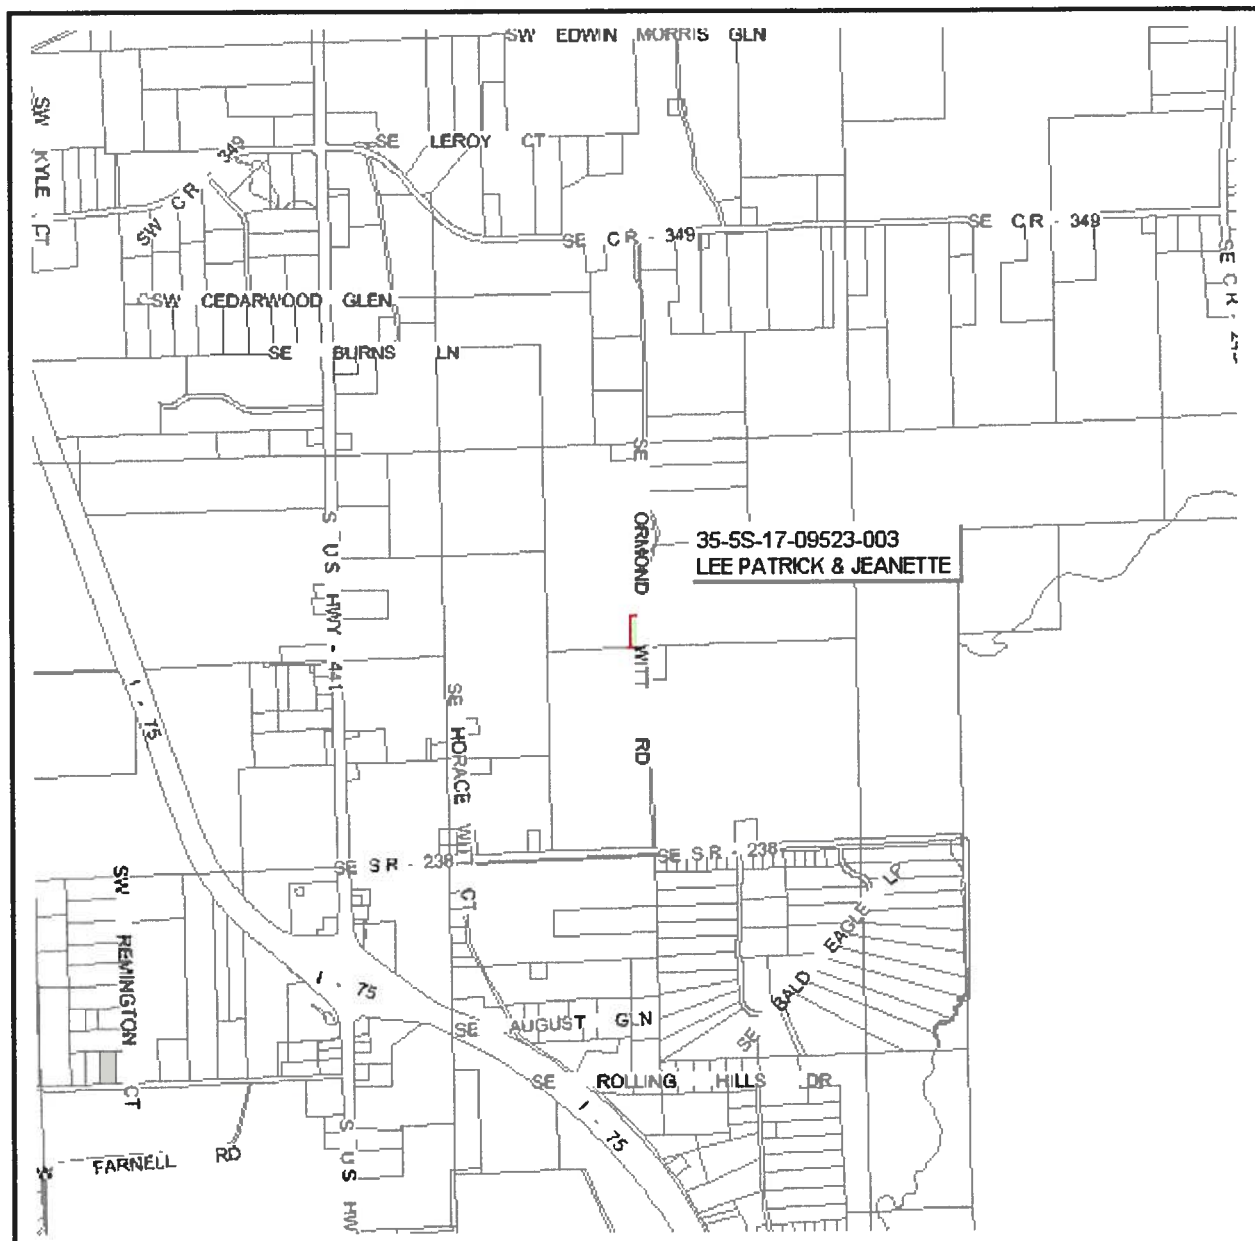 SW EDWIN MORRIS GLN
SW KYLE CT
SE LEROY CT
SW CR 349
SE CR - 349
SE CR - 349
SE CR -
SW CEDARWOOD GLEN
SE BURNS LN
SE ORMOND WITT RD
35-5S-17-09523-003
LEE PATRICK & JEANETTE
S US HWY - 441
I - 75
SE HORACE WITT CT
SE SR - 238
SE SR - 238
SW REMINGTON CT
SE BALD EAGLE LP
I - 75
SE AUGUST GLN
SE ROLLING HILLS DR
I - 75
FARNELL RD
S US HW